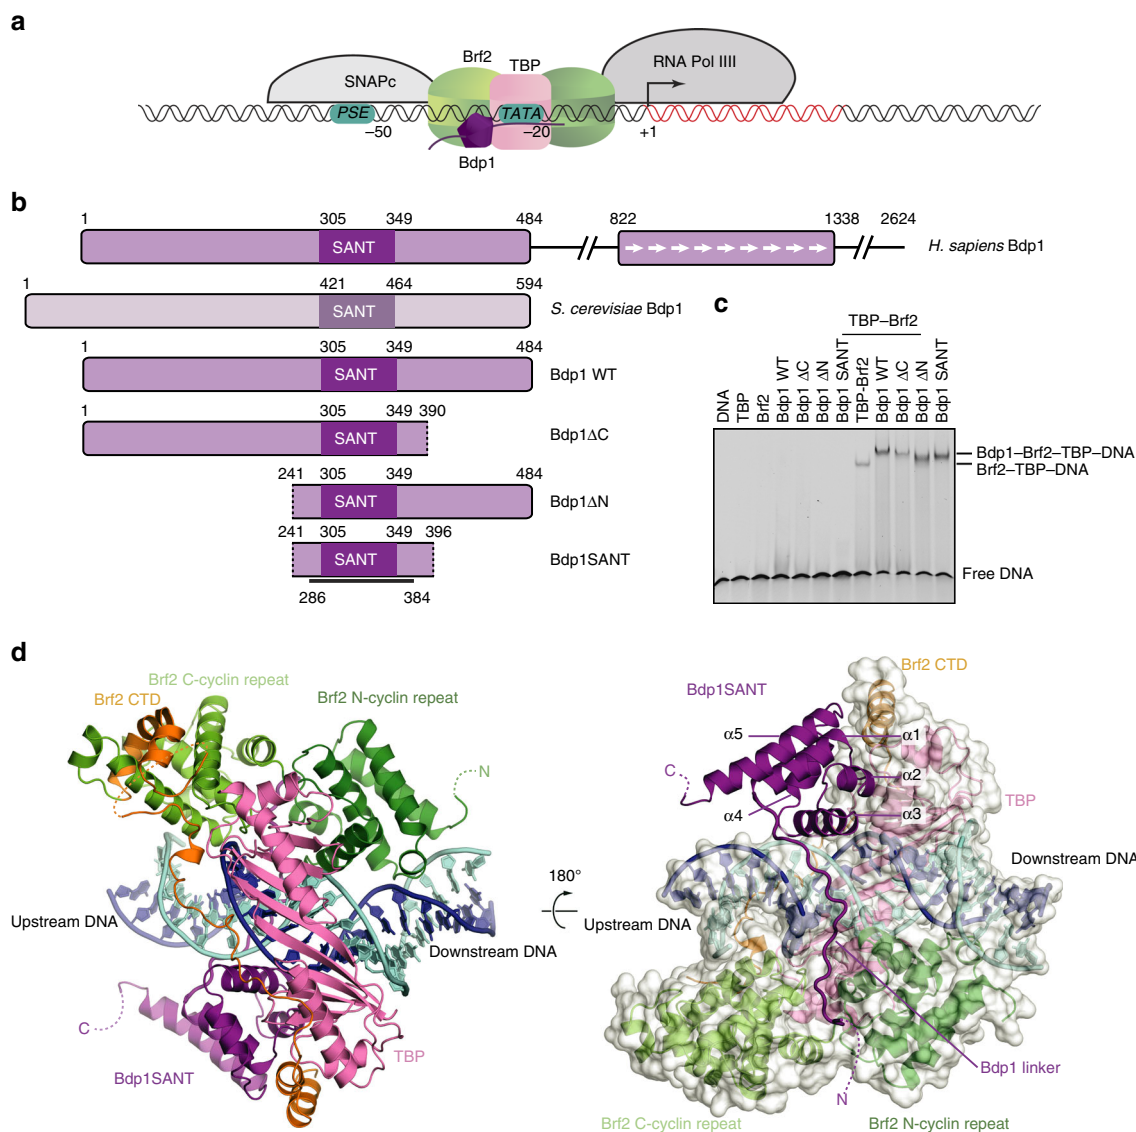 a
Brf2
TBP
RNA Pol IIII
SNAPc
PSE
TATA
–50
–20
+1
Bdp1
b
1
305
349
484
822
1338
2624
SANT
H. sapiens Bdp1
1
421
464
594
SANT
S. cerevisiae Bdp1
1
305
349
484
SANT
Bdp1 WT
1
305
349
390
SANT
Bdp1ΔC
241
305
349
484
SANT
Bdp1ΔN
241
305
349
396
SANT
Bdp1SANT
286
384
c
TBP–Brf2
DNA
TBP
Brf2
Bdp1 WT
Bdp1 ΔC
Bdp1 ΔN
Bdp1 SANT
TBP-Brf2
Bdp1 WT
Bdp1 ΔC
Bdp1 ΔN
Bdp1 SANT
Bdp1–Brf2–TBP–DNA
Brf2–TBP–DNA
Free DNA
d
Brf2 C-cyclin repeat
Brf2 CTD
Brf2 N-cyclin repeat
N
Upstream DNA
Downstream DNA
C
TBP
Bdp1SANT
180°
Brf2 CTD
Bdp1SANT
α5
α1
C
α2
TBP
α4
α3
Downstream DNA
Upstream DNA
Bdp1 linker
N
Brf2 C-cyclin repeat
Brf2 N-cyclin repeat